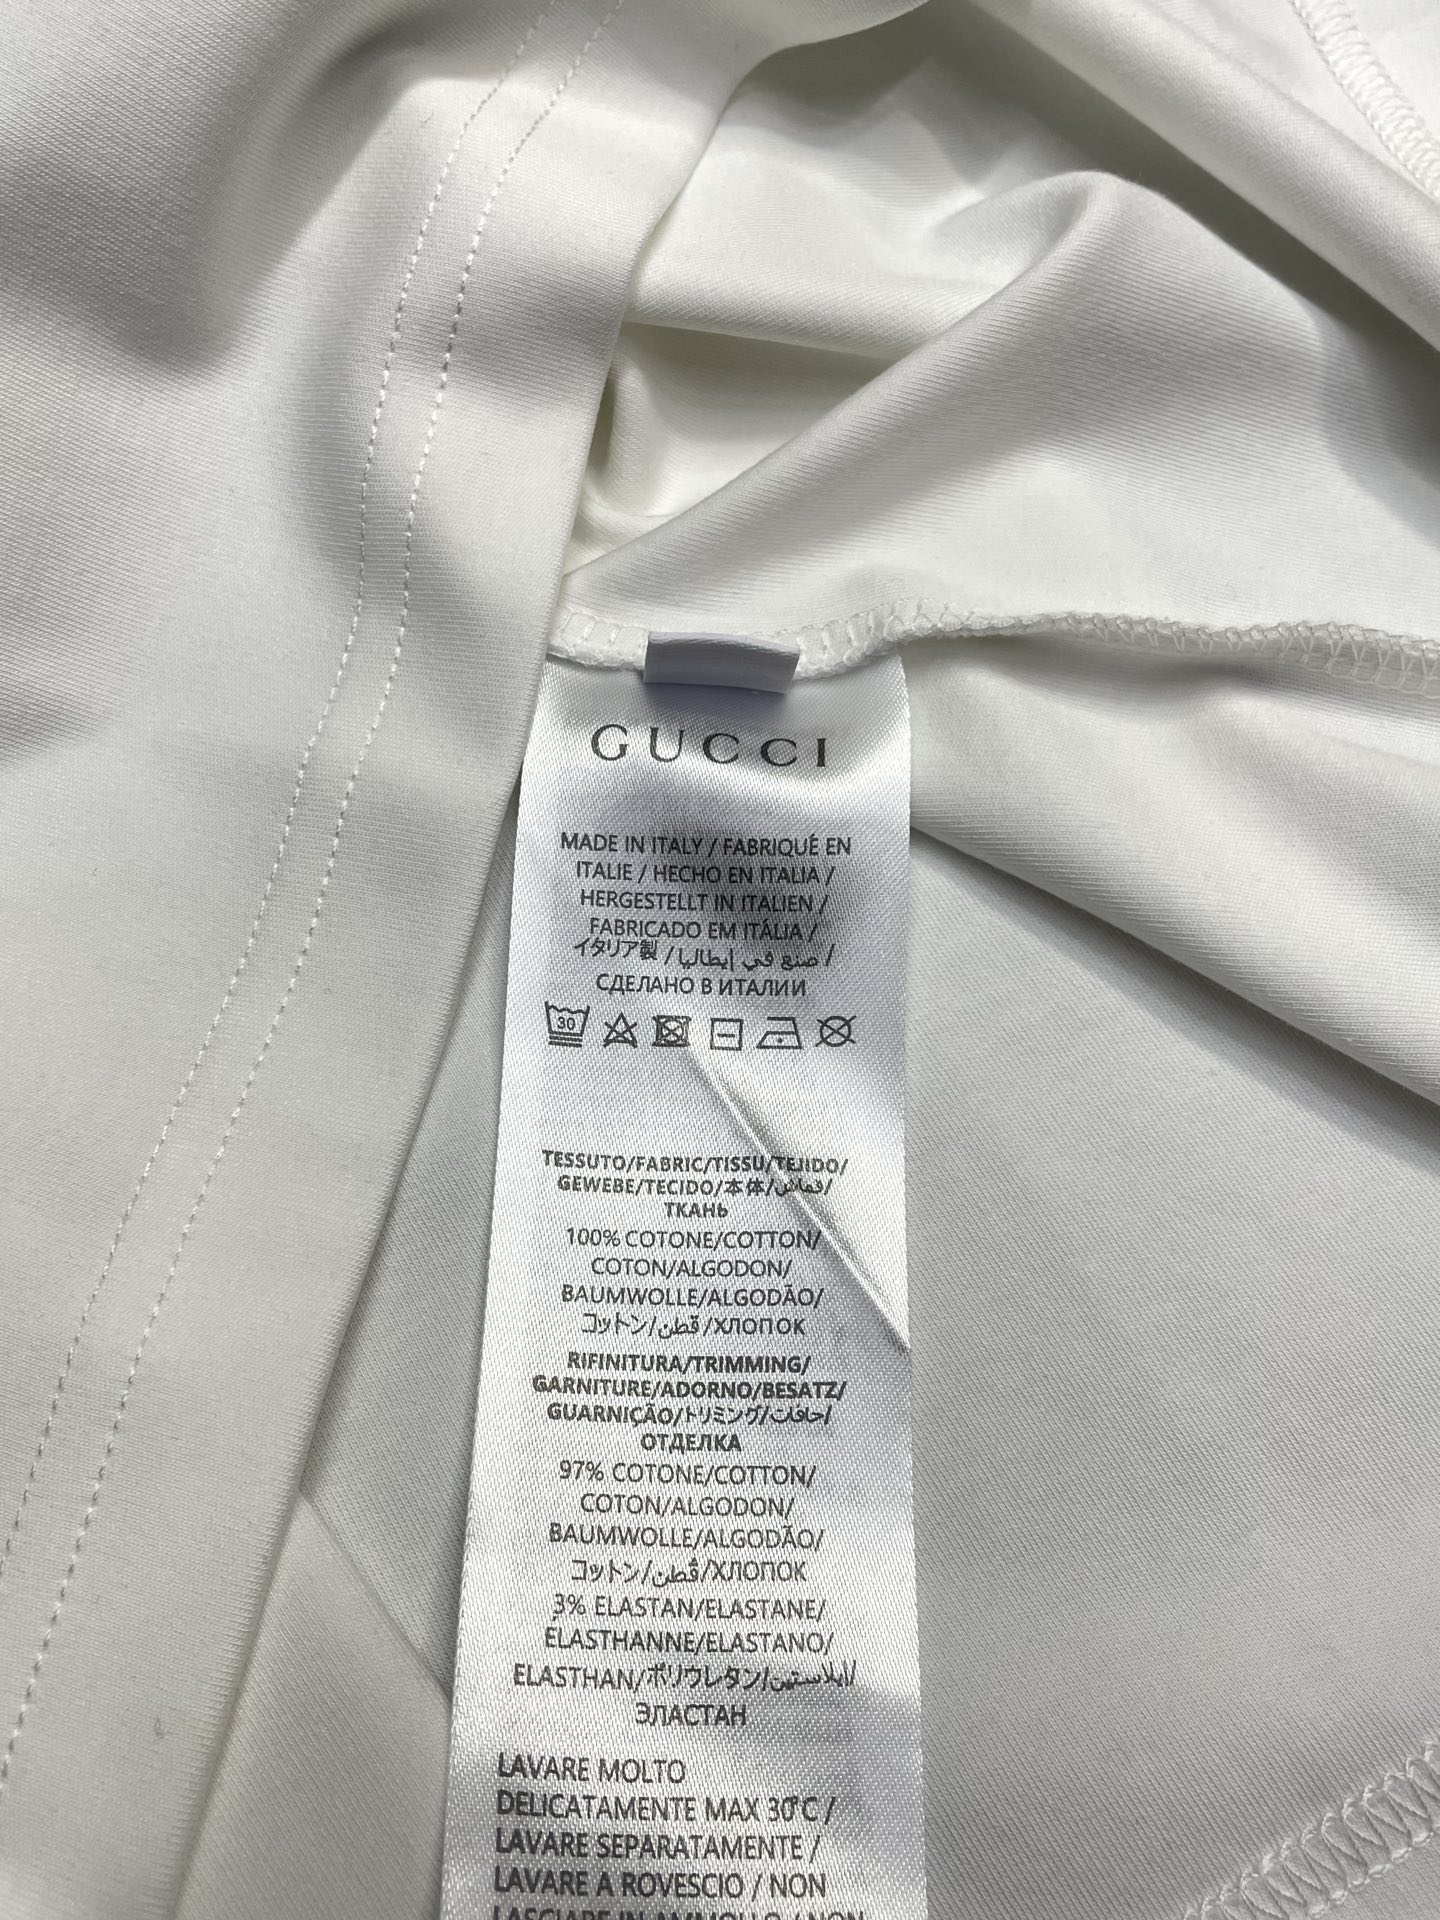 GUCCI
MADE IN ITALY / FABRIQUÉ EN
ITALIE / HECHO EN ITALIA /
HERGESTELLT IN ITALIEN /
FABRICADO EM ITÁLIA /
イタリア製 / صنع في إيطاليا /
СДЕЛАНО В ИТАЛИИ
30
TESSUTO/FABRIC/TISSU/TEJIDO/
GEWEBE/TECIDO/本体/قماش/
ТКАНЬ
100% COTONE/COTTON/
COTON/ALGODON/
BAUMWOLLE/ALGODÃO/
コットン/قطن/ХЛОПОК
RIFINITURA/TRIMMING/
GARNITURE/ADORNO/BESATZ/
GUARNIÇÃO/トリミング/حافات/
ОТДЕЛКА
97% COTONE/COTTON/
COTON/ALGODON/
BAUMWOLLE/ALGODÃO/
コットン/قطن/ХЛОПОК
3% ELASTAN/ELASTANE/
ÉLASTHANNE/ELASTANO/
ELASTHAN/ポリウレタン/إيلاستين/
ЭЛАСТАН
LAVARE MOLTO
DELICATAMENTE MAX 30°C /
LAVARE SEPARATAMENTE /
LAVARE A ROVESCIO / NON
LASCIARE IN AMMOLLO / NON